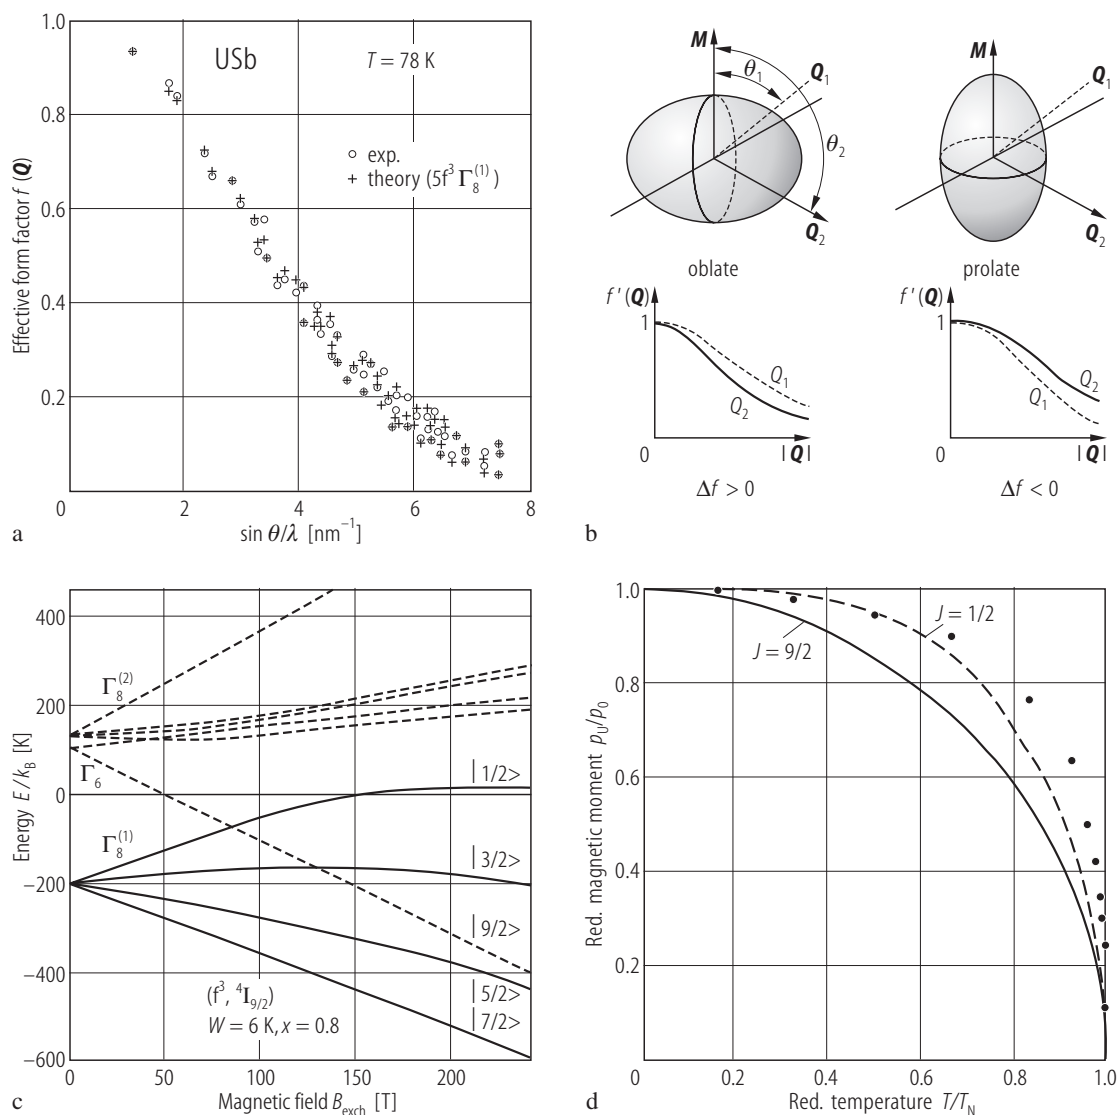 USb
T = 78 K
exp.
theory (5f³ Γ₈⁽¹⁾)
Effective form factor f (Q)
1.0
0.8
0.6
0.4
0.2
0
2
4
6
8
sin θ/λ [nm⁻¹]
a
M
θ₁
Q₁
θ₂
Q₂
oblate
M
Q₁
Q₂
prolate
f'(Q)
1
Q₁
Q₂
0
|Q|
Δf > 0
f'(Q)
1
Q₂
Q₁
0
|Q|
Δf < 0
b
Energy E/k_B [K]
400
200
0
−200
−400
−600
Γ₈⁽²⁾
Γ₆
Γ₈⁽¹⁾
|1/2>
|3/2>
|9/2>
|5/2>
|7/2>
(f³, ⁴I₉/₂)
W = 6 K, x = 0.8
0
50
100
150
200
Magnetic field B_exch [T]
c
Red. magnetic moment p_U/p₀
1.0
0.8
0.6
0.4
0.2
J = 1/2
J = 9/2
0
0.2
0.4
0.6
0.8
1.0
Red. temperature T/T_N
d